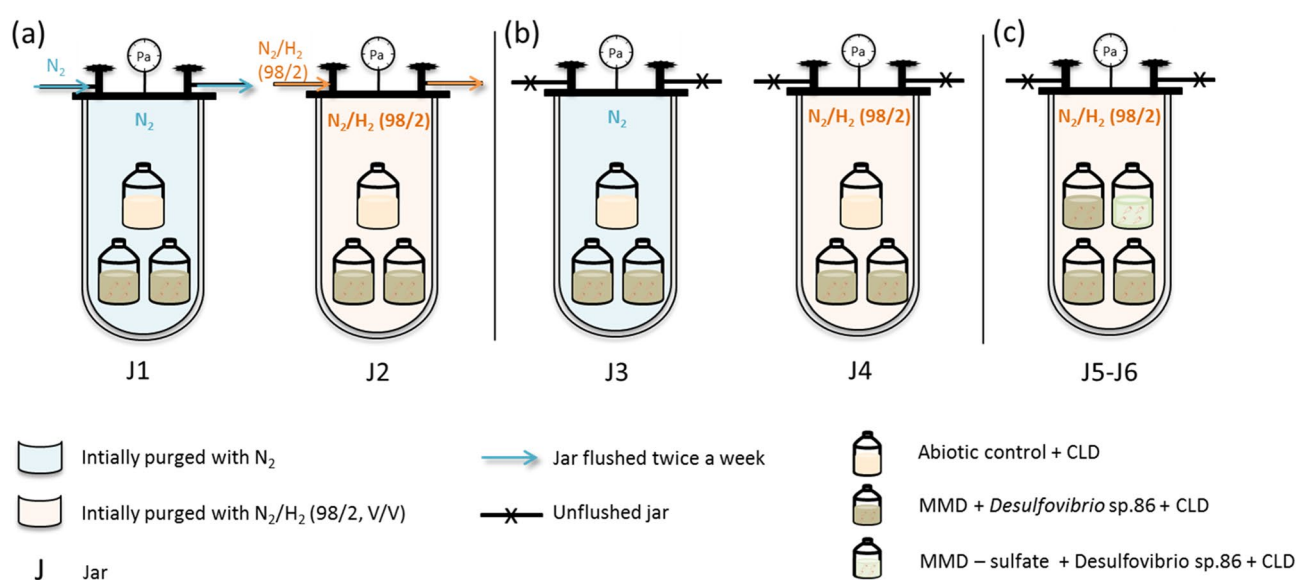 (a)
Pa
N₂
N₂
J1
N₂/H₂
(98/2)
Pa
N₂/H₂ (98/2)
J2
(b)
Pa
N₂
J3
Pa
N₂/H₂ (98/2)
J4
(c)
Pa
N₂/H₂ (98/2)
J5-J6
Intially purged with N₂
Intially purged with N₂/H₂ (98/2, V/V)
J Jar
Jar flushed twice a week
Unflushed jar
Abiotic control + CLD
MMD + Desulfovibrio sp.86 + CLD
MMD – sulfate + Desulfovibrio sp.86 + CLD